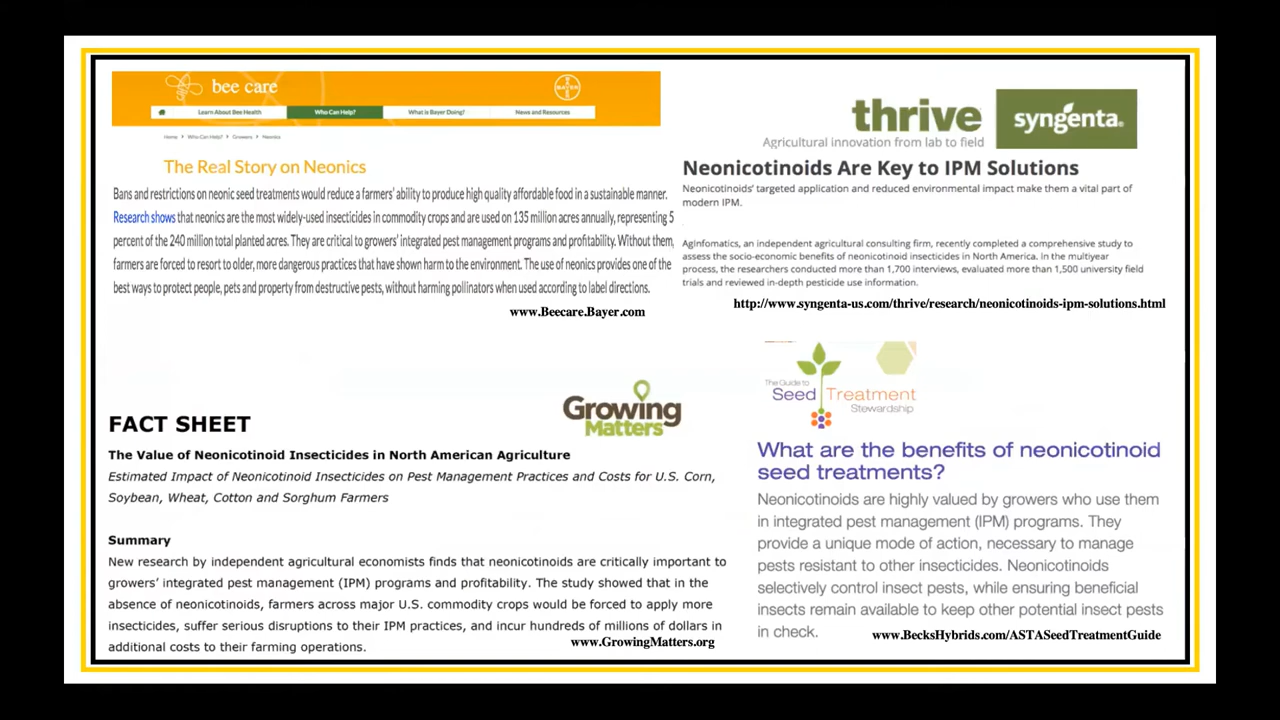 bee care
BAYER
Learn About Bee Health
Who Can Help?
What is Bayer Doing?
News and Resources
Home > Who Can Help? > Growers > Neonics
The Real Story on Neonics
Bans and restrictions on neonic seed treatments would reduce a farmers' ability to produce high quality affordable food in a sustainable manner.
Research shows that neonics are the most widely-used insecticides in commodity crops and are used on 135 million acres annually, representing 5
percent of the 240 million total planted acres. They are critical to growers' integrated pest management programs and profitability. Without them,
farmers are forced to resort to older, more dangerous practices that have shown harm to the environment. The use of neonics provides one of the
best ways to protect people, pets and property from destructive pests, without harming pollinators when used according to label directions.
www.Beecare.Bayer.com
thrive
syngenta.
Agricultural innovation from lab to field
Neonicotinoids Are Key to IPM Solutions
Neonicotinoids' targeted application and reduced environmental impact make them a vital part of
modern IPM.
AgInfomatics, an independent agricultural consulting firm, recently completed a comprehensive study to
assess the socio-economic benefits of neonicotinoid insecticides in North America. In the multiyear
process, the researchers conducted more than 1,700 interviews, evaluated more than 1,500 university field
trials and reviewed in-depth pesticide use information.
http://www.syngenta-us.com/thrive/research/neonicotinoids-ipm-solutions.html
Growing
Matters
FACT SHEET
The Value of Neonicotinoid Insecticides in North American Agriculture
Estimated Impact of Neonicotinoid Insecticides on Pest Management Practices and Costs for U.S. Corn,
Soybean, Wheat, Cotton and Sorghum Farmers
Summary
New research by independent agricultural economists finds that neonicotinoids are critically important to
growers' integrated pest management (IPM) programs and profitability. The study showed that in the
absence of neonicotinoids, farmers across major U.S. commodity crops would be forced to apply more
insecticides, suffer serious disruptions to their IPM practices, and incur hundreds of millions of dollars in
additional costs to their farming operations.
www.GrowingMatters.org
The Guide to
Seed Treatment
Stewardship
What are the benefits of neonicotinoid
seed treatments?
Neonicotinoids are highly valued by growers who use them
in integrated pest management (IPM) programs. They
provide a unique mode of action, necessary to manage
pests resistant to other insecticides. Neonicotinoids
selectively control insect pests, while ensuring beneficial
insects remain available to keep other potential insect pests
in check.
www.BecksHybrids.com/ASTASeedTreatmentGuide